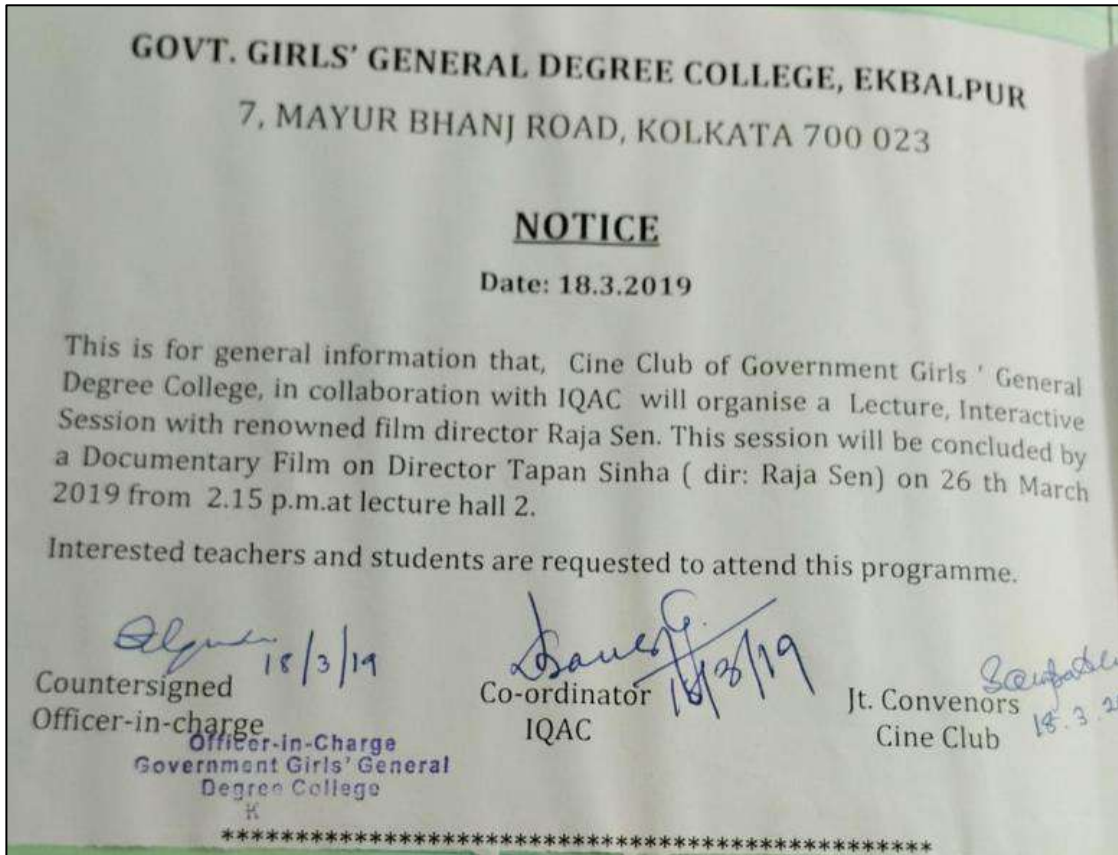 GOVT. GIRLS' GENERAL DEGREE COLLEGE, EKBALPUR
7, MAYUR BHANJ ROAD, KOLKATA 700 023
NOTICE
Date: 18.3.2019
This is for general information that, Cine Club of Government Girls ' General
Degree College, in collaboration with IQAC will organise a Lecture, Interactive
Session with renowned film director Raja Sen. This session will be concluded by
a Documentary Film on Director Tapan Sinha ( dir: Raja Sen) on 26 th March
2019 from 2.15 p.m.at lecture hall 2.
Interested teachers and students are requested to attend this programme.
18/3/19
Countersigned
Officer-in-charge
Officer-in-Charge
Government Girls' General
Degree College
K
18/3/19
Co-ordinator
IQAC
18.3.
Jt. Convenors
Cine Club
************************************************